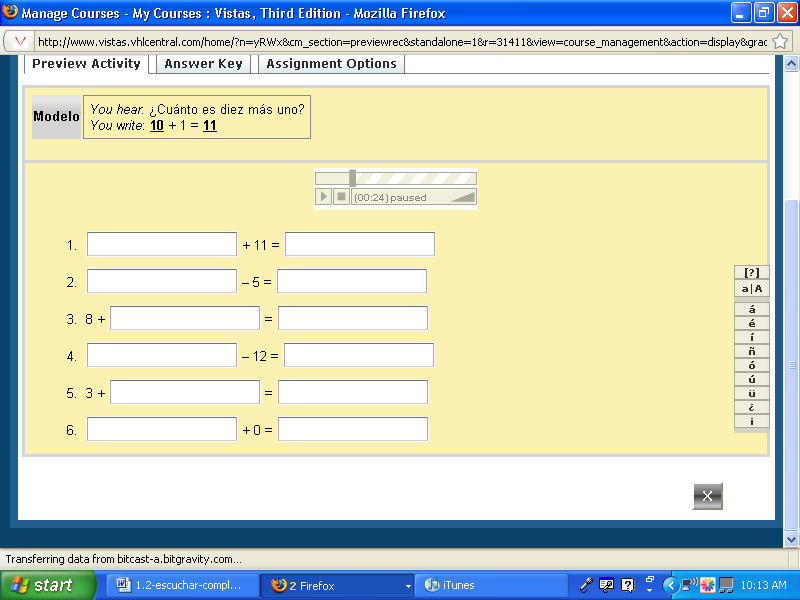 Manage Courses - My Courses : Vistas, Third Edition - Mozilla Firefox
http://www.vistas.vhlcentral.com/home/?n=yRWx&cm_section=previewrec&standalone=1&r=31411&view=course_management&action=display&grac
Preview Activity Answer Key Assignment Options
Modelo
You hear: ¿Cuánto es diez más uno?
You write: 10 + 1 = 11
(00:24) paused
1. + 11 =
2. – 5 =
3. 8 + =
4. – 12 =
5. 3 + =
6. + 0 =
[?]
a|A
á
é
í
ñ
ó
ú
ü
¿
¡
X
Transferring data from bitcast-a.bitgravity.com...
start 1.2-escuchar-compl... 2 Firefox iTunes 10:13 AM